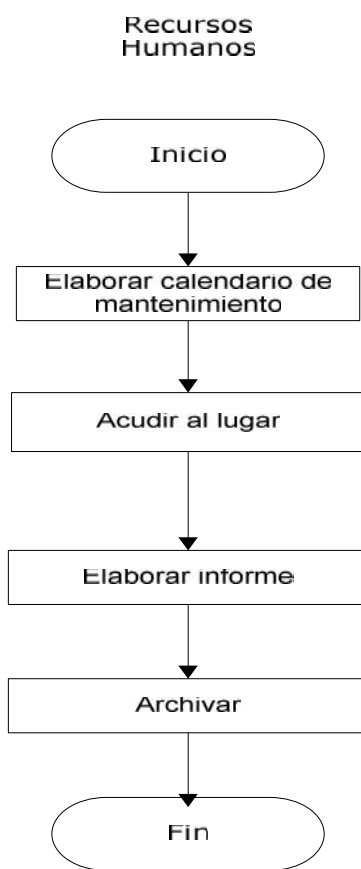 Recursos
Humanos
Inicio
Elaborar calendario de
mantenimiento
Acudir al lugar
Elaborar informe
Archivar
Fin